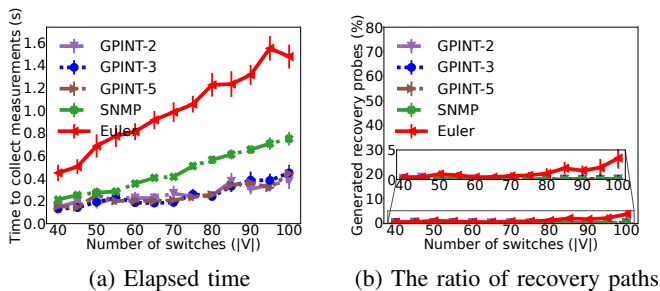 Time to collect measurements (s)
1.6
1.4
1.2
1.0
0.8
0.6
0.4
0.2
0.0
GPINT-2
GPINT-3
GPINT-5
SNMP
Euler
40 50 60 70 80 90 100
Number of switches (|V|)
(a) Elapsed time
Generated recovery probes (%)
80
70
60
50
40
30
20
10
0
GPINT-2
GPINT-3
GPINT-5
SNMP
Euler
5
0
40 50 60 70 80 90 100
40 50 60 70 80 90 100
Number of switches (|V|)
(b) The ratio of recovery paths